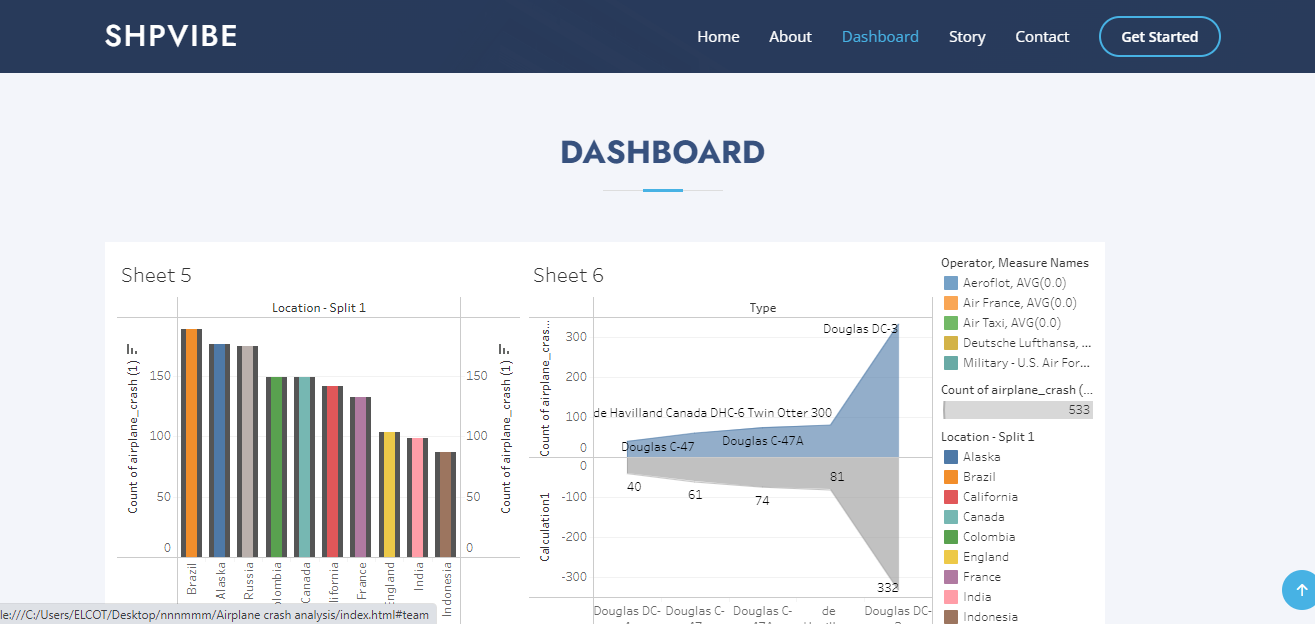 SHPVIBE
Home About Dashboard Story Contact Get Started
DASHBOARD
Sheet 5
Location - Split 1
Count of airplane_crash (1)
150
100
50
0
150
100
50
0
Count of airplane_crash (1)
Brazil
Alaska
Russia
olombia
Canada
lifornia
France
England
India
Indonesia
Sheet 6
Type
Count of airplane_cras...
300
200
100
0
Douglas DC-3
de Havilland Canada DHC-6 Twin Otter 300
Douglas C-47
Douglas C-47A
Calculation1
0
-100
-200
-300
40
61
74
81
332
Douglas DC- Douglas C- Douglas C- de Douglas DC-
Operator, Measure Names
Aeroflot, AVG(0.0)
Air France, AVG(0.0)
Air Taxi, AVG(0.0)
Deutsche Lufthansa, ...
Military - U.S. Air For...
Count of airplane_crash (...
533
Location - Split 1
Alaska
Brazil
California
Canada
Colombia
England
France
India
Indonesia
le:///C:/Users/ELCOT/Desktop/nnnmmm/Airplane crash analysis/index.html#team